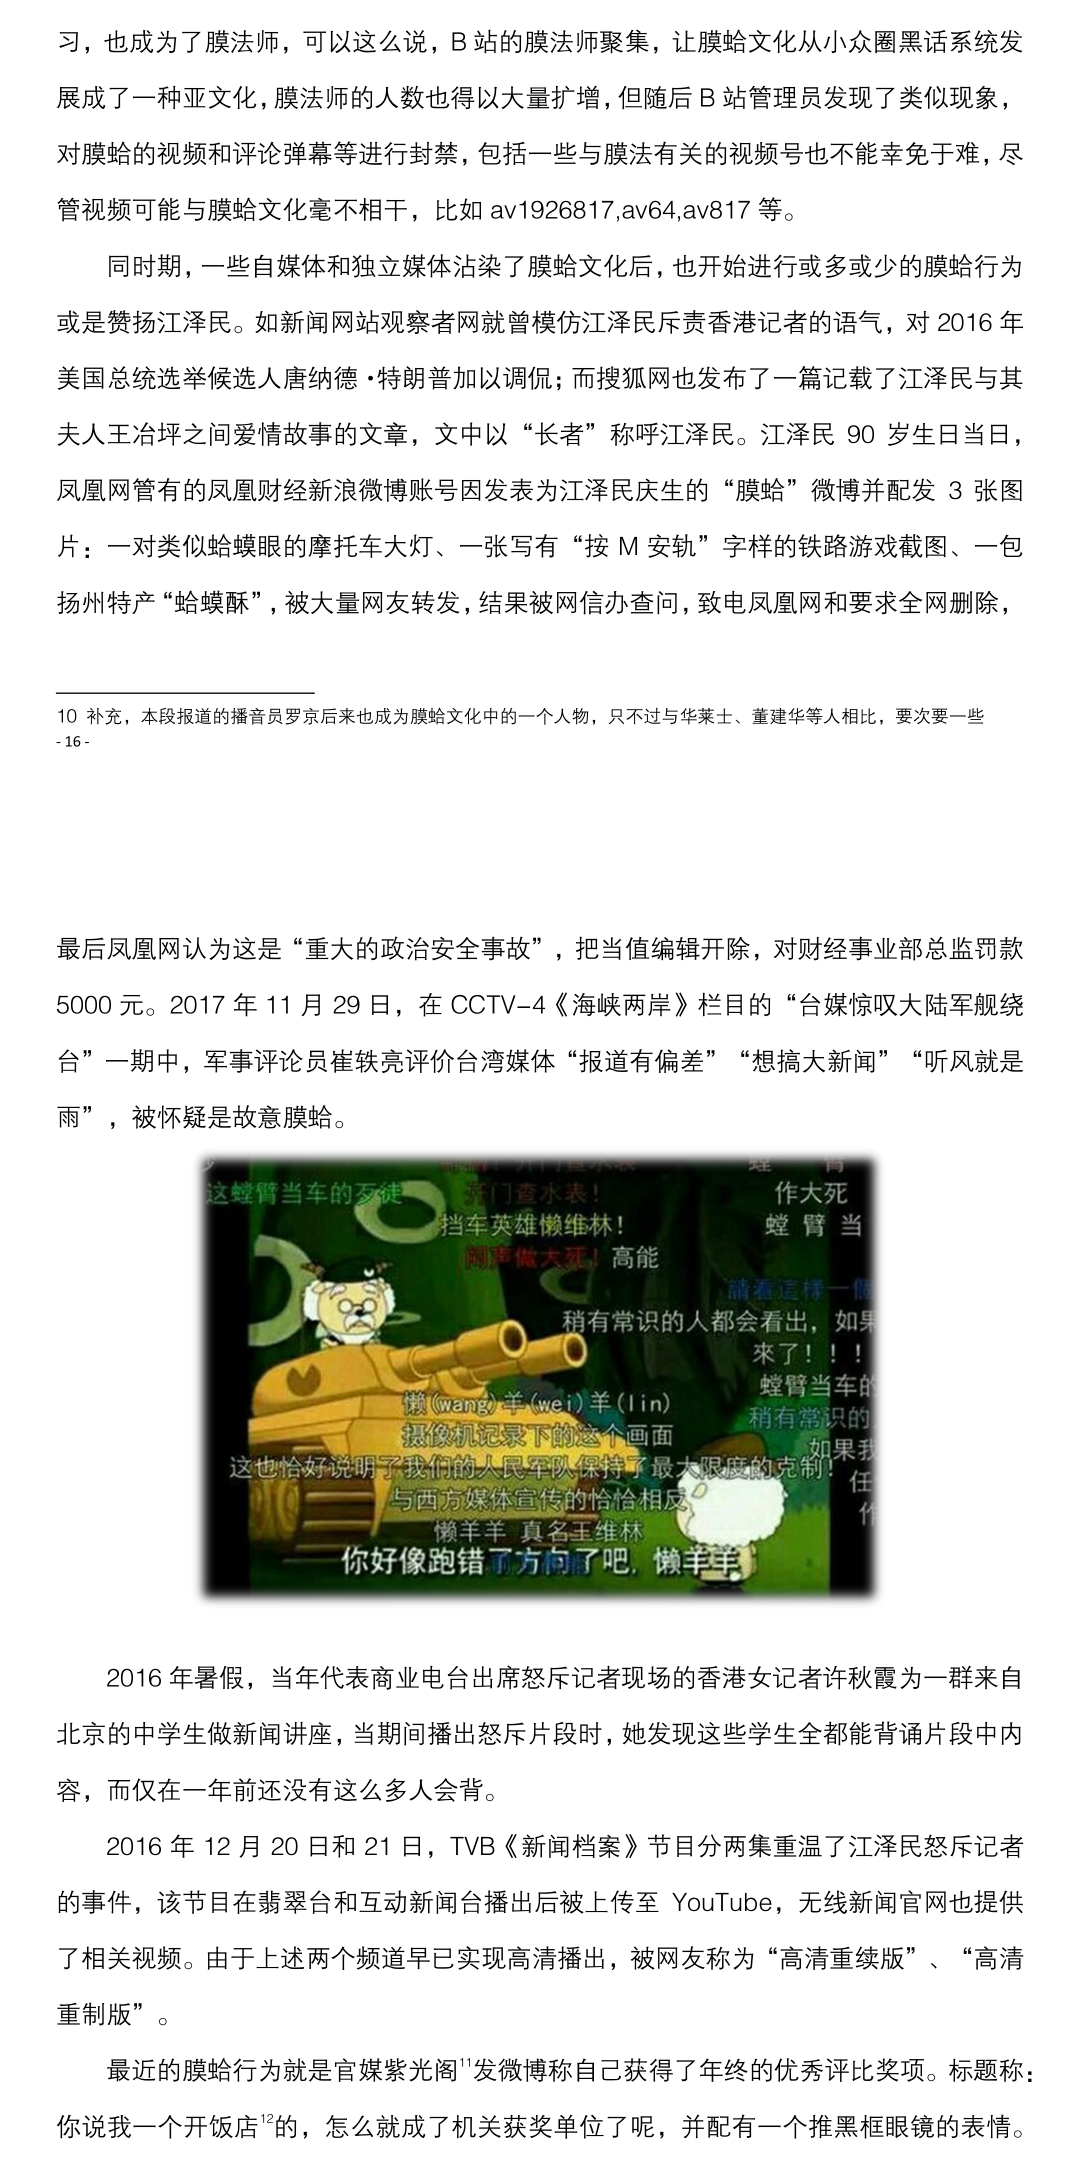 习，也成为了膜法师，可以这么说，B 站的膜法师聚集，让膜蛤文化从小众圈黑话系统发
展成了一种亚文化，膜法师的人数也得以大量扩增，但随后 B 站管理员发现了类似现象，
对膜蛤的视频和评论弹幕等进行封禁，包括一些与膜法有关的视频号也不能幸免于难，尽
管视频可能与膜蛤文化毫不相干，比如 av1926817,av64,av817 等。
同时期，一些自媒体和独立媒体沾染了膜蛤文化后，也开始进行或多或少的膜蛤行为
或是赞扬江泽民。如新闻网站观察者网就曾模仿江泽民斥责香港记者的语气，对 2016 年
美国总统选举候选人唐纳德·特朗普加以调侃；而搜狐网也发布了一篇记载了江泽民与其
夫人王冶坪之间爱情故事的文章，文中以“长者”称呼江泽民。江泽民 90 岁生日当日，
凤凰网管有的凤凰财经新浪微博账号因发表为江泽民庆生的“膜蛤”微博并配发 3 张图
片：一对类似蛤蟆眼的摩托车大灯、一张写有“按 M 安轨”字样的铁路游戏截图、一包
扬州特产“蛤蟆酥”，被大量网友转发，结果被网信办查问，致电凤凰网和要求全网删除，
10 补充，本段报道的播音员罗京后来也成为膜蛤文化中的一个人物，只不过与华莱士、董建华等人相比，要次要一些
- 16 -
最后凤凰网认为这是“重大的政治安全事故”，把当值编辑开除，对财经事业部总监罚款
5000 元。2017 年 11 月 29 日，在 CCTV-4《海峡两岸》栏目的“台媒惊叹大陆军舰绕
台”一期中，军事评论员崔轶亮评价台湾媒体“报道有偏差”“想搞大新闻”“听风就是
雨”，被怀疑是故意膜蛤。
螳 臂
这螳臂当车的歹徒
开门查水表！
作大死
挡车英雄懒维林！
螳 臂 当
高能
請看這樣一個
稍有常识的人都会看出，如果
來了！！！
螳臂当车的
懒(wang)羊(wei)羊(lin)
稍有常识的
摄像机记录下的这个画面
如果我
这也恰好说明了我们的人民军队保持了最大限度的克制！
任
与西方媒体宣传的恰恰相反
作
懒羊羊 真名王维林
你好像跑错了方向了吧，懒羊羊
2016 年暑假，当年代表商业电台出席怒斥记者现场的香港女记者许秋霞为一群来自
北京的中学生做新闻讲座，当期间播出怒斥片段时，她发现这些学生全都能背诵片段中内
容，而仅在一年前还没有这么多人会背。
2016 年 12 月 20 日和 21 日，TVB《新闻档案》节目分两集重温了江泽民怒斥记者
的事件，该节目在翡翠台和互动新闻台播出后被上传至 YouTube，无线新闻官网也提供
了相关视频。由于上述两个频道早已实现高清播出，被网友称为“高清重续版”、“高清
重制版”。
最近的膜蛤行为就是官媒紫光阁11发微博称自己获得了年终的优秀评比奖项。标题称：
你说我一个开饭店12的，怎么就成了机关获奖单位了呢，并配有一个推黑框眼镜的表情。